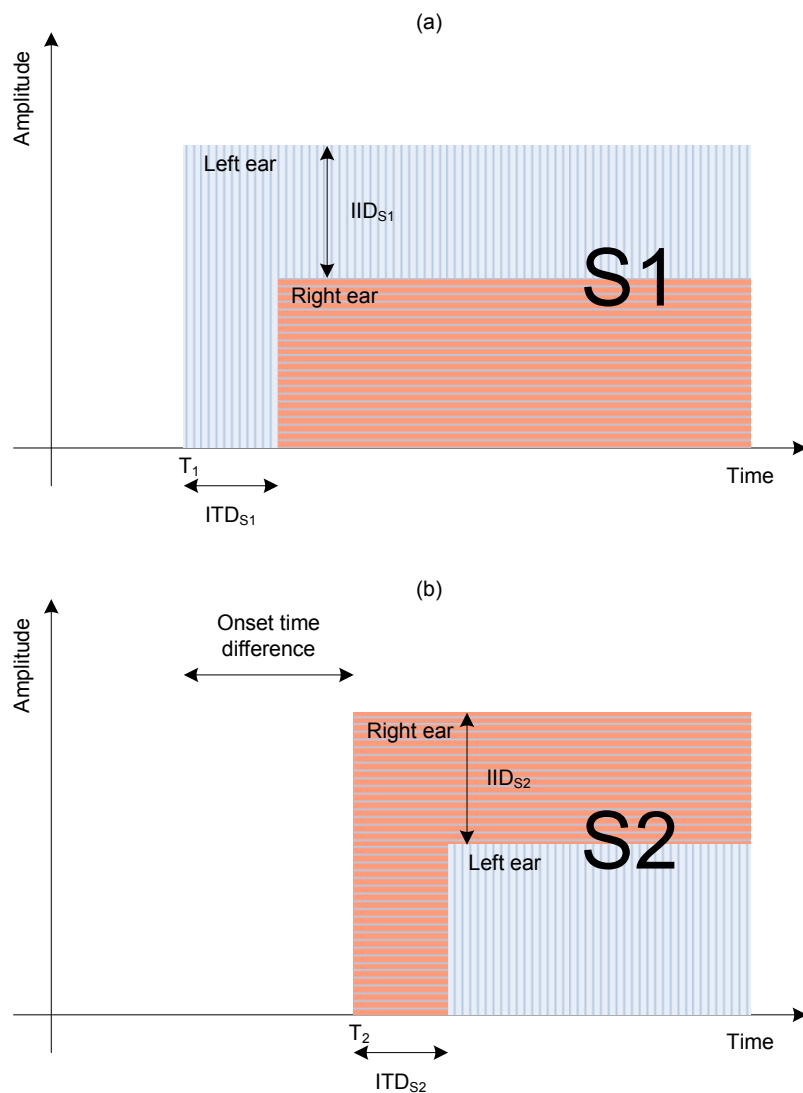 (a)
Amplitude
Left ear
IID_S1
S1
Right ear
T_1
Time
ITD_S1
(b)
Onset time
difference
Amplitude
Right ear
IID_S2
S2
Left ear
T_2
Time
ITD_S2